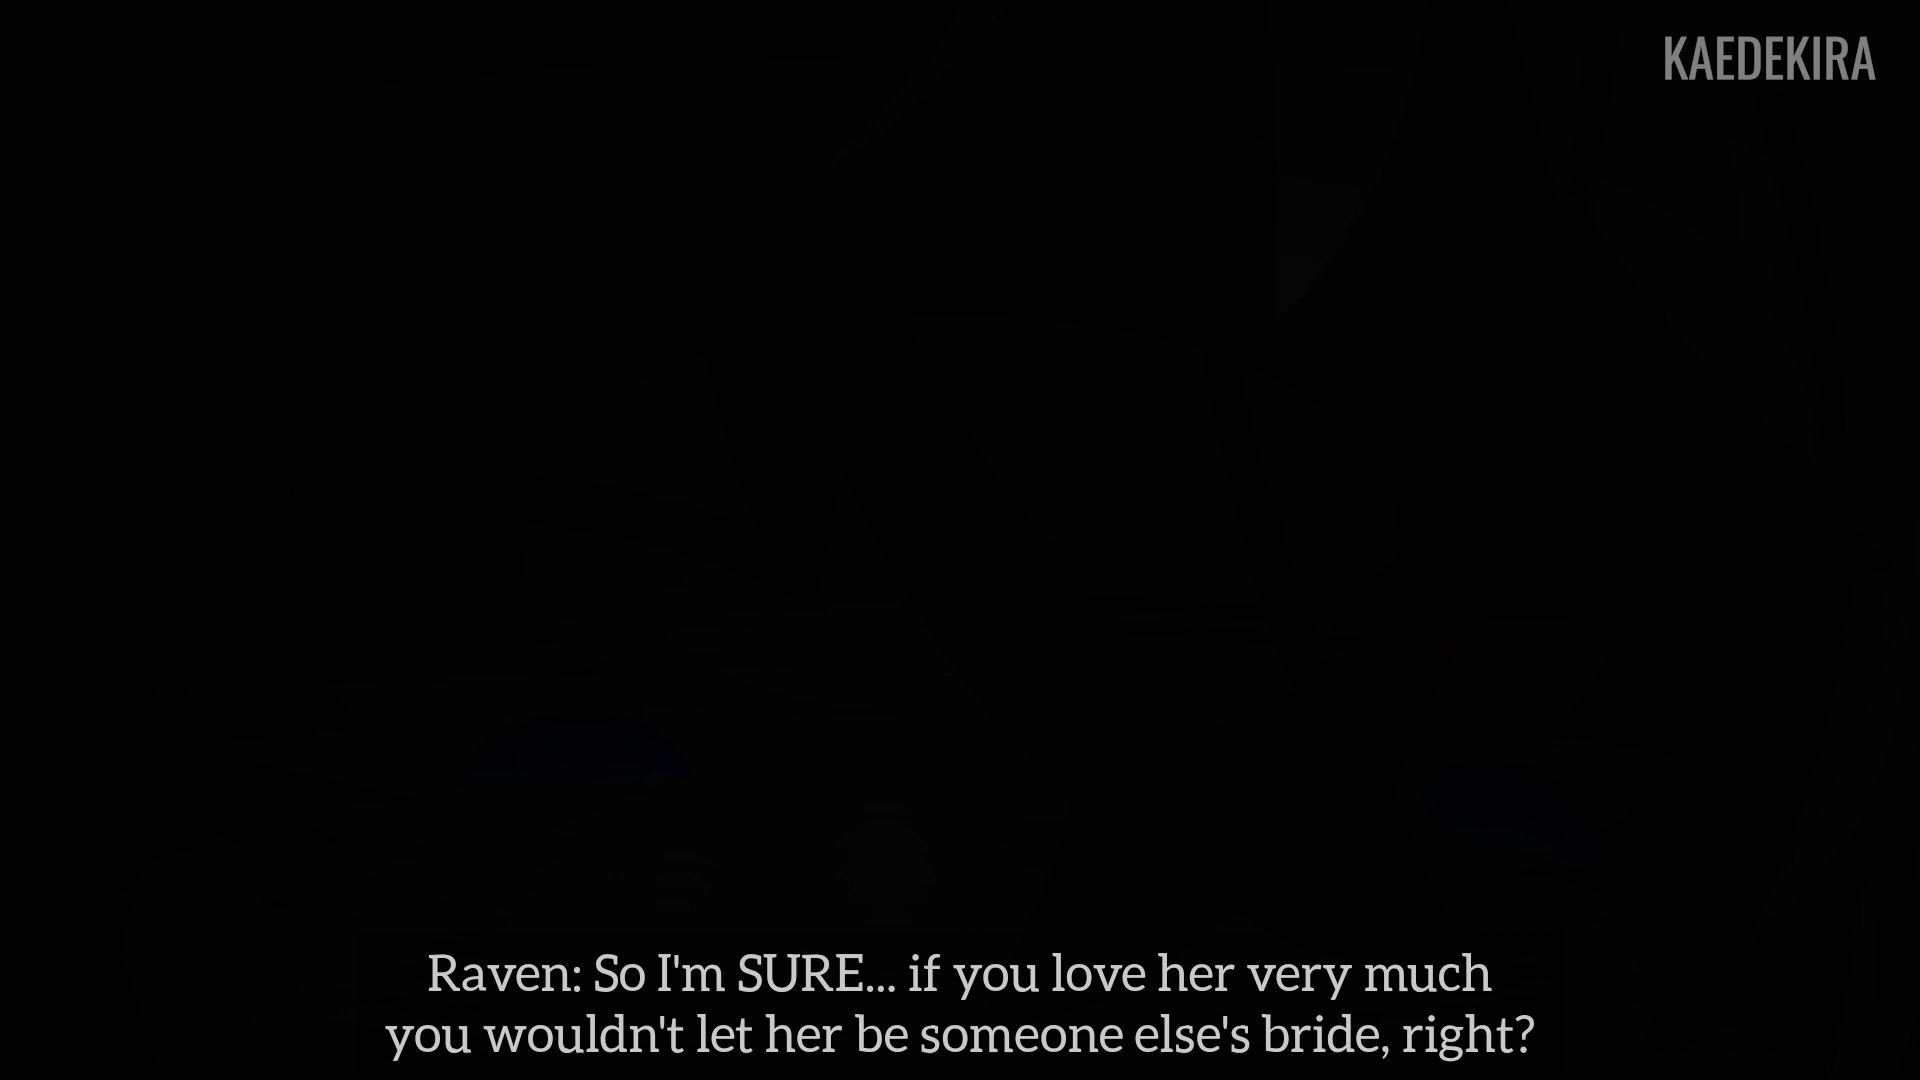 KAEDEKIRA
Raven: So I'm SURE... if you love her very much
you wouldn't let her be someone else's bride, right?